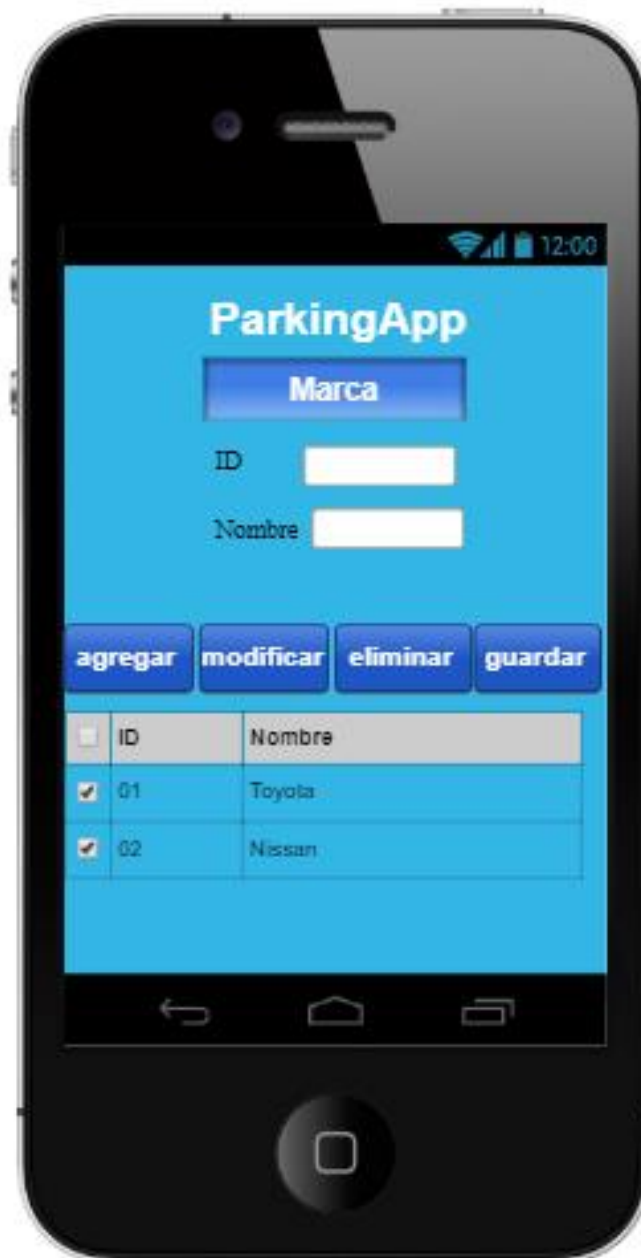 12:00
ParkingApp
Marca
ID
Nombre
agregar modificar eliminar guardar
ID Nombre
01 Toyota
02 Nissan